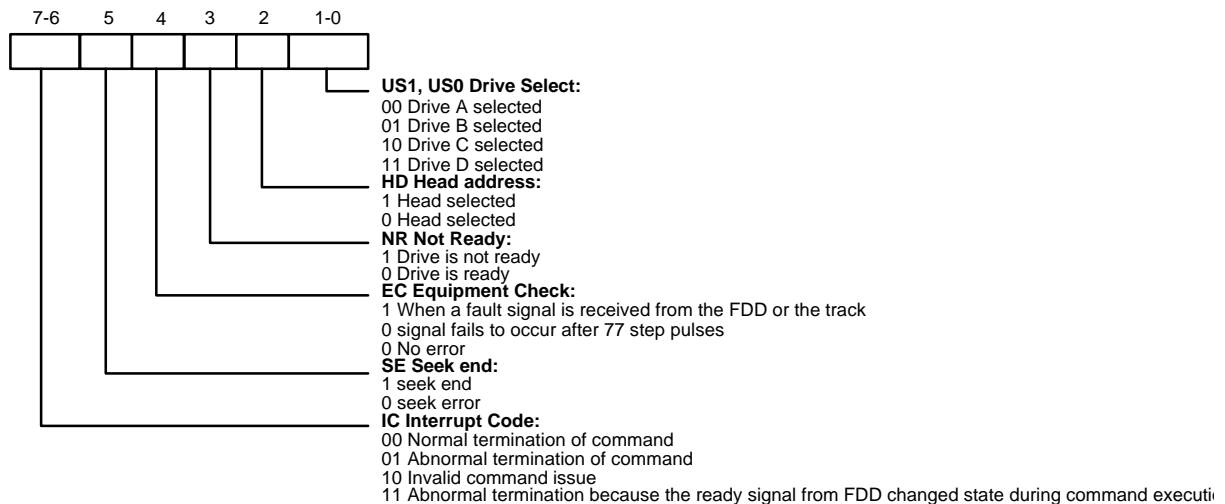 7-6 5 4 3 2 1-0
US1, US0 Drive Select:
00 Drive A selected
01 Drive B selected
10 Drive C selected
11 Drive D selected
HD Head address:
1 Head selected
0 Head selected
NR Not Ready:
1 Drive is not ready
0 Drive is ready
EC Equipment Check:
1 When a fault signal is received from the FDD or the track
0 signal fails to occur after 77 step pulses
0 No error
SE Seek end:
1 seek end
0 seek error
IC Interrupt Code:
00 Normal termination of command
01 Abnormal termination of command
10 Invalid command issue
11 Abnormal termination because the ready signal from FDD changed state during command executi